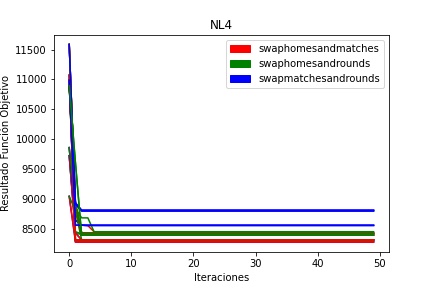 NL4
Resultado Función Objetivo
11500
11000
10500
10000
9500
9000
8500
swaphomesandmatches
swaphomesandrounds
swapmatchesandrounds
0 10 20 30 40 50
Iteraciones